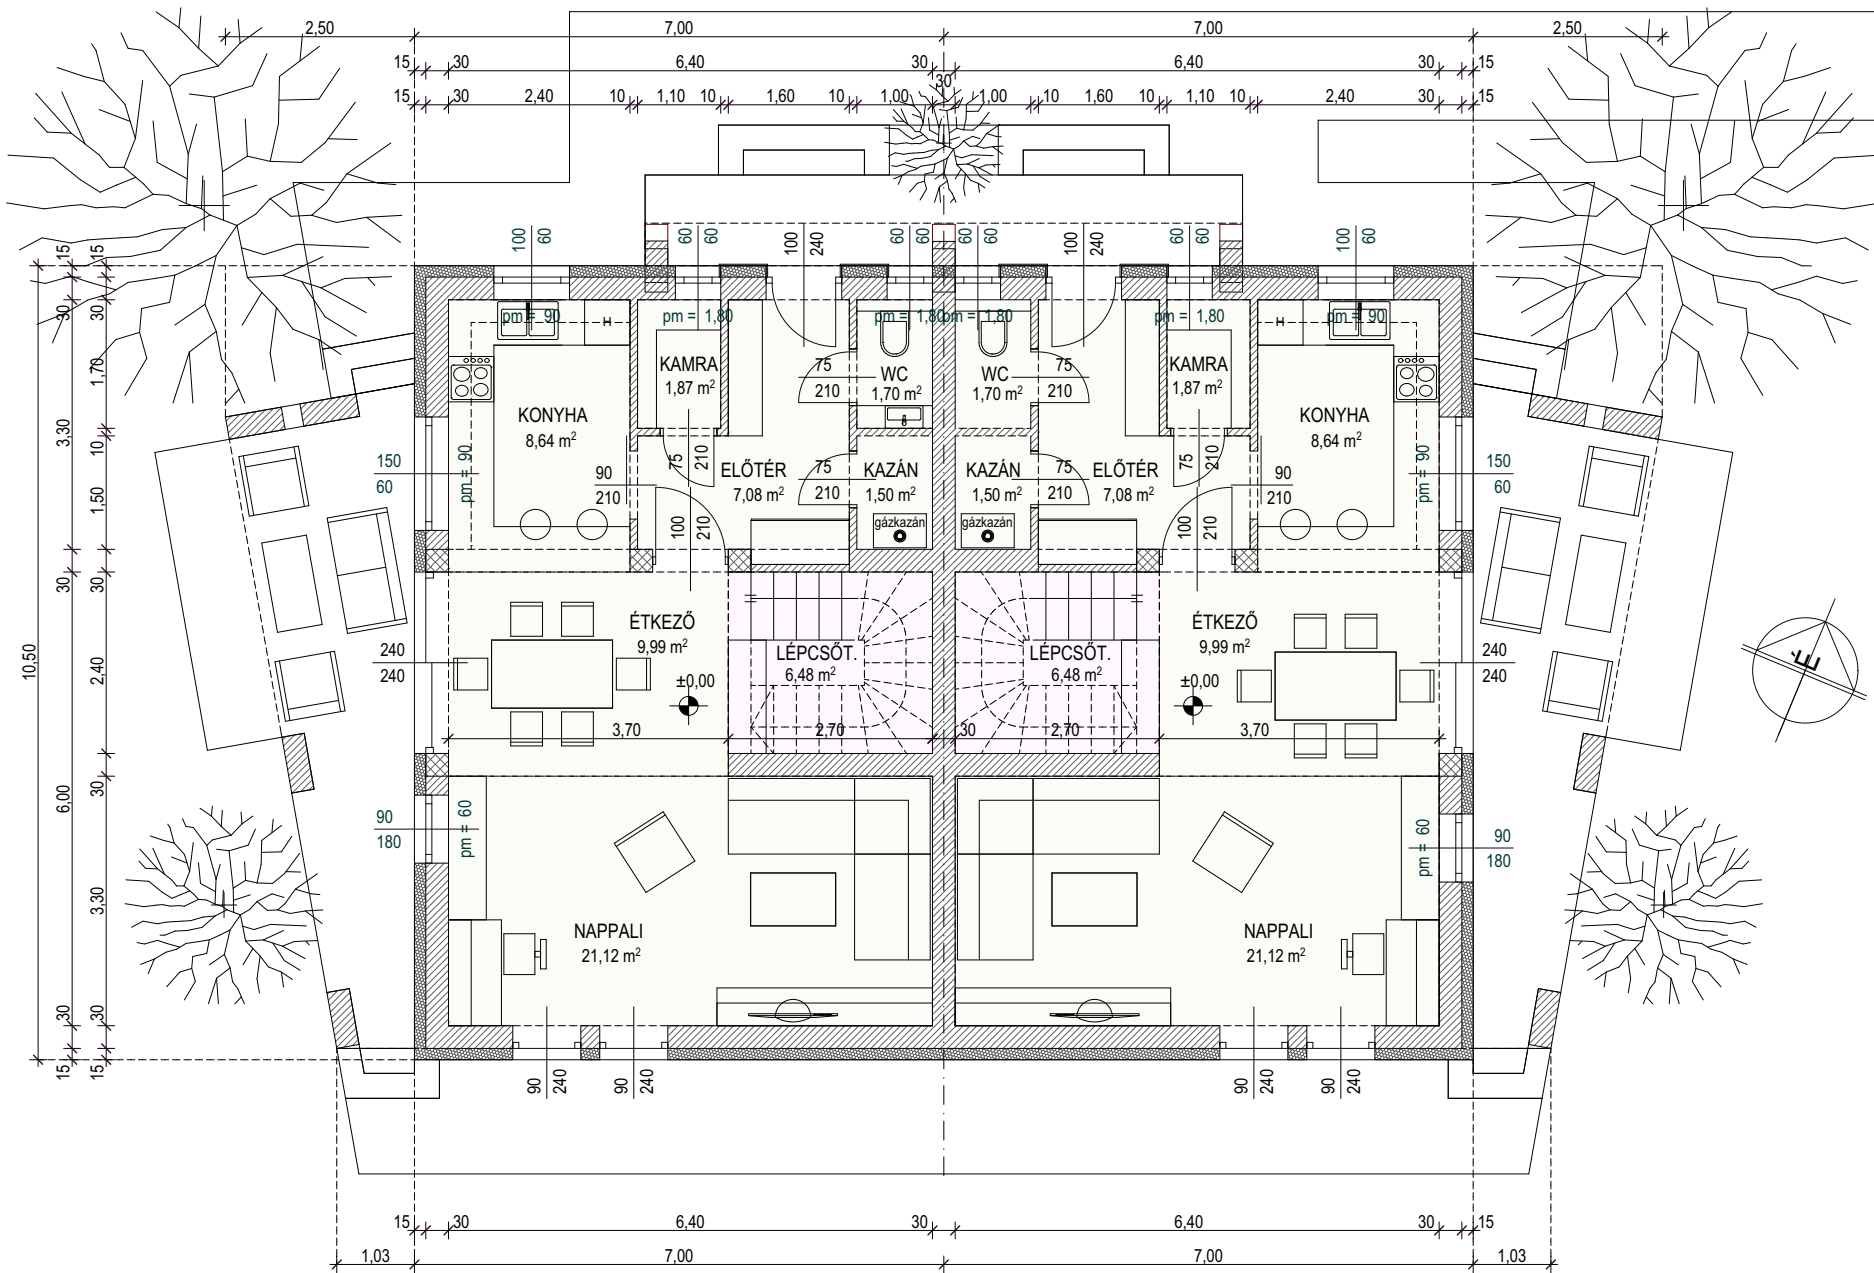 2,50 7,00 7,00 2,50
15 30 6,40 30 6,40 30 15
30
15 30 2,40 10 1,10 10 1,60 10 1,00 1,00 10 1,60 10 1,10 10 2,40 30 15
100 60
60 60
100 240
60 60
60 60
100 240
60 60
100 60
pm = 90
pm = 1,80
pm = 1,80
pm = 1,80
pm = 1,80
pm = 90
H
H
KAMRA
1,87 m²
75
210
WC
1,70 m²
WC
1,70 m²
75
210
KAMRA
1,87 m²
KONYHA
8,64 m²
KONYHA
8,64 m²
150
60
pm = 90
90
210
75 210
ELŐTÉR
7,08 m²
75
210
KAZÁN
1,50 m²
KAZÁN
1,50 m²
75
210
ELŐTÉR
7,08 m²
75 210
90
210
pm = 90
150
60
100 210
gázkazán
gázkazán
100 210
ÉTKEZŐ
9,99 m²
ÉTKEZŐ
9,99 m²
240
240
LÉPCSŐT.
6,48 m²
LÉPCSŐT.
6,48 m²
240
240
±0,00
±0,00
3,70 2,70 30 2,70 3,70
É
90
180
pm = 60
pm = 60
90
180
NAPPALI
21,12 m²
NAPPALI
21,12 m²
90 240
90 240
90 240
90 240
10,50
15 30 3,30 30 6,00 30 15
15 30 1,70 10 1,50 30 2,40 30 3,30 30 15
15 30 6,40 30 6,40 30 15
1,03 7,00 7,00 1,03